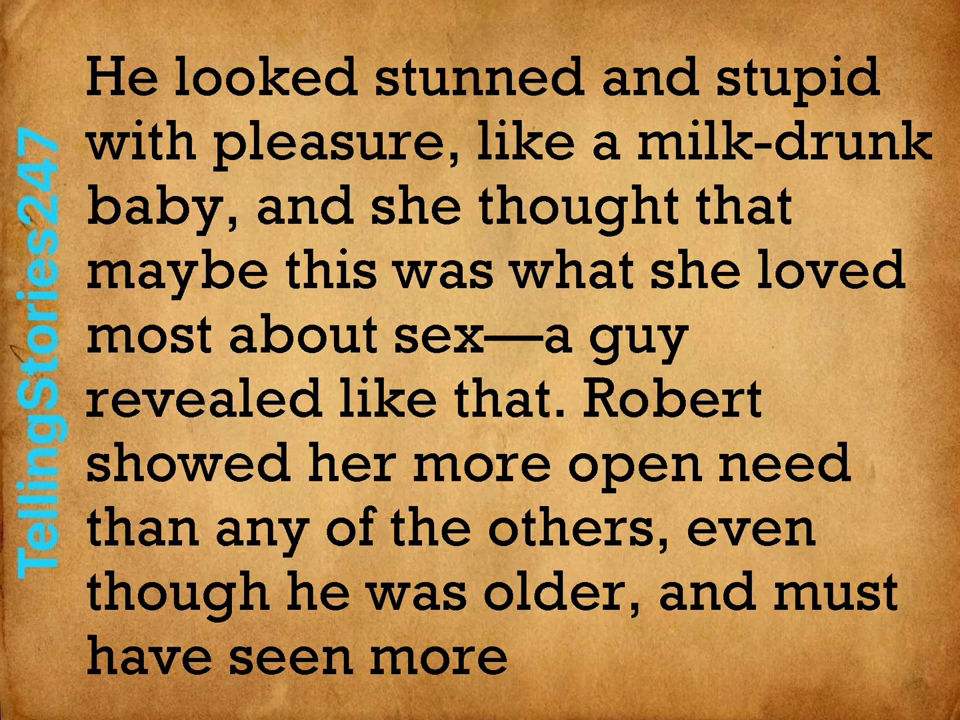 He looked stunned and stupid
with pleasure, like a milk-drunk
baby, and she thought that
maybe this was what she loved
most about sex—a guy
revealed like that. Robert
showed her more open need
than any of the others, even
though he was older, and must
have seen more
TellingStories247